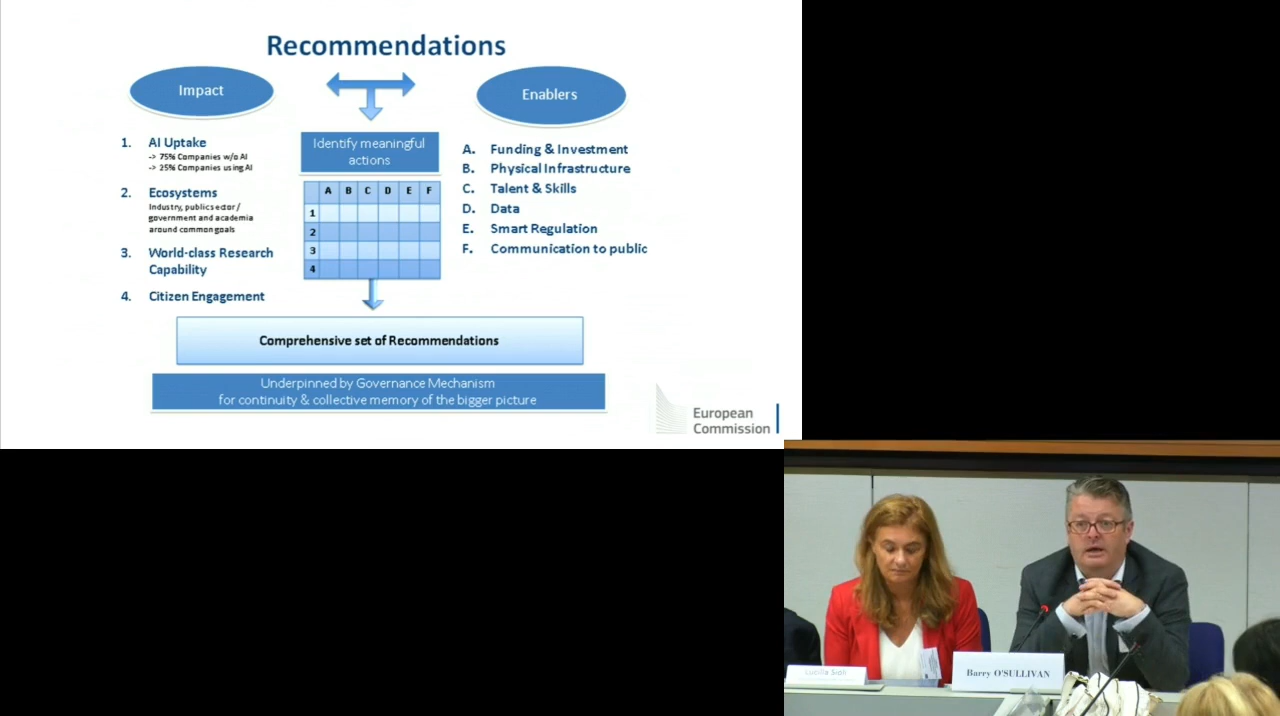 Recommendations
Impact
1. AI Uptake
-> 75% Companies w/o AI
-> 25% Companies using AI
2. Ecosystems
Industry, public sector /
government and academia
around common goals
3. World-class Research
Capability
4. Citizen Engagement
Identify meaningful
actions
A B C D E F
1
2
3
4
Enablers
A. Funding & Investment
B. Physical Infrastructure
C. Talent & Skills
D. Data
E. Smart Regulation
F. Communication to public
Comprehensive set of Recommendations
Underpinned by Governance Mechanism
for continuity & collective memory of the bigger picture
European
Commission
Lucilla Sioli
Barry O'SULLIVAN